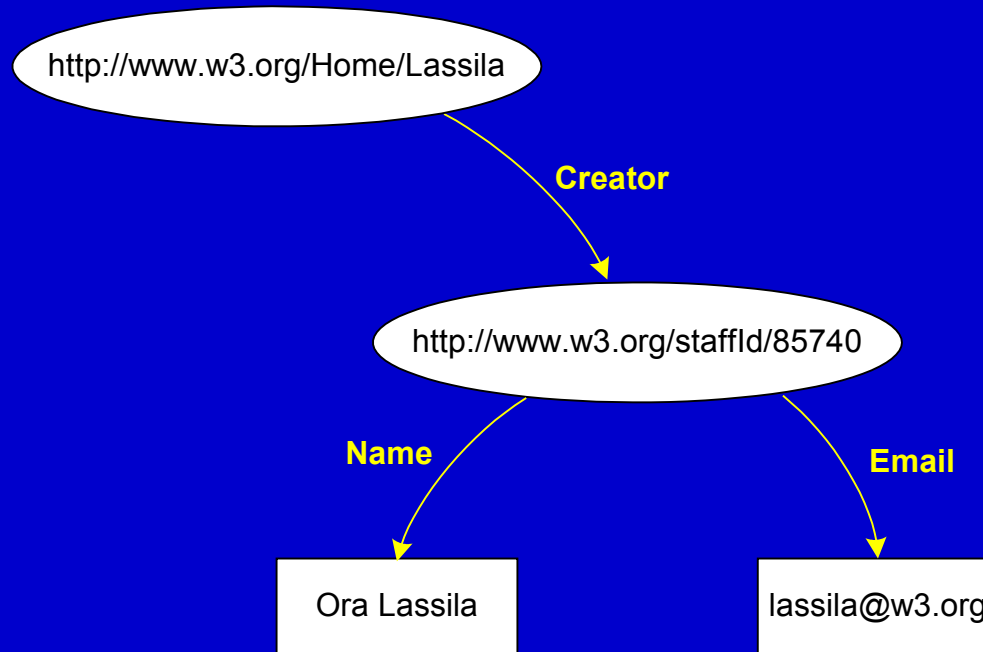 http://www.w3.org/Home/Lassila
Creator
http://www.w3.org/staffId/85740
Name
Email
Ora Lassila
lassila@w3.org